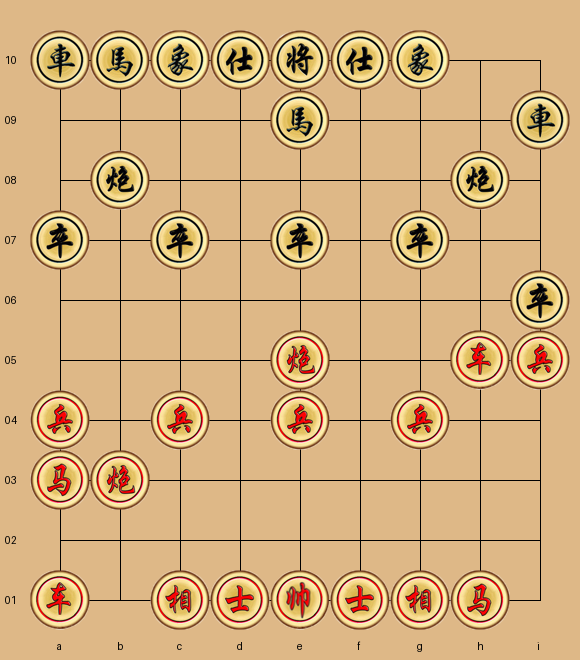 10 車 馬 象 仕 将 仕 象
09 馬 車
08 炮 炮
07 卒 卒 卒 卒
06 卒
05 炮 车 兵
04 兵 兵 兵 兵
03 马 炮
02
01 车 相 士 帅 士 相 马
a b c d e f g h i